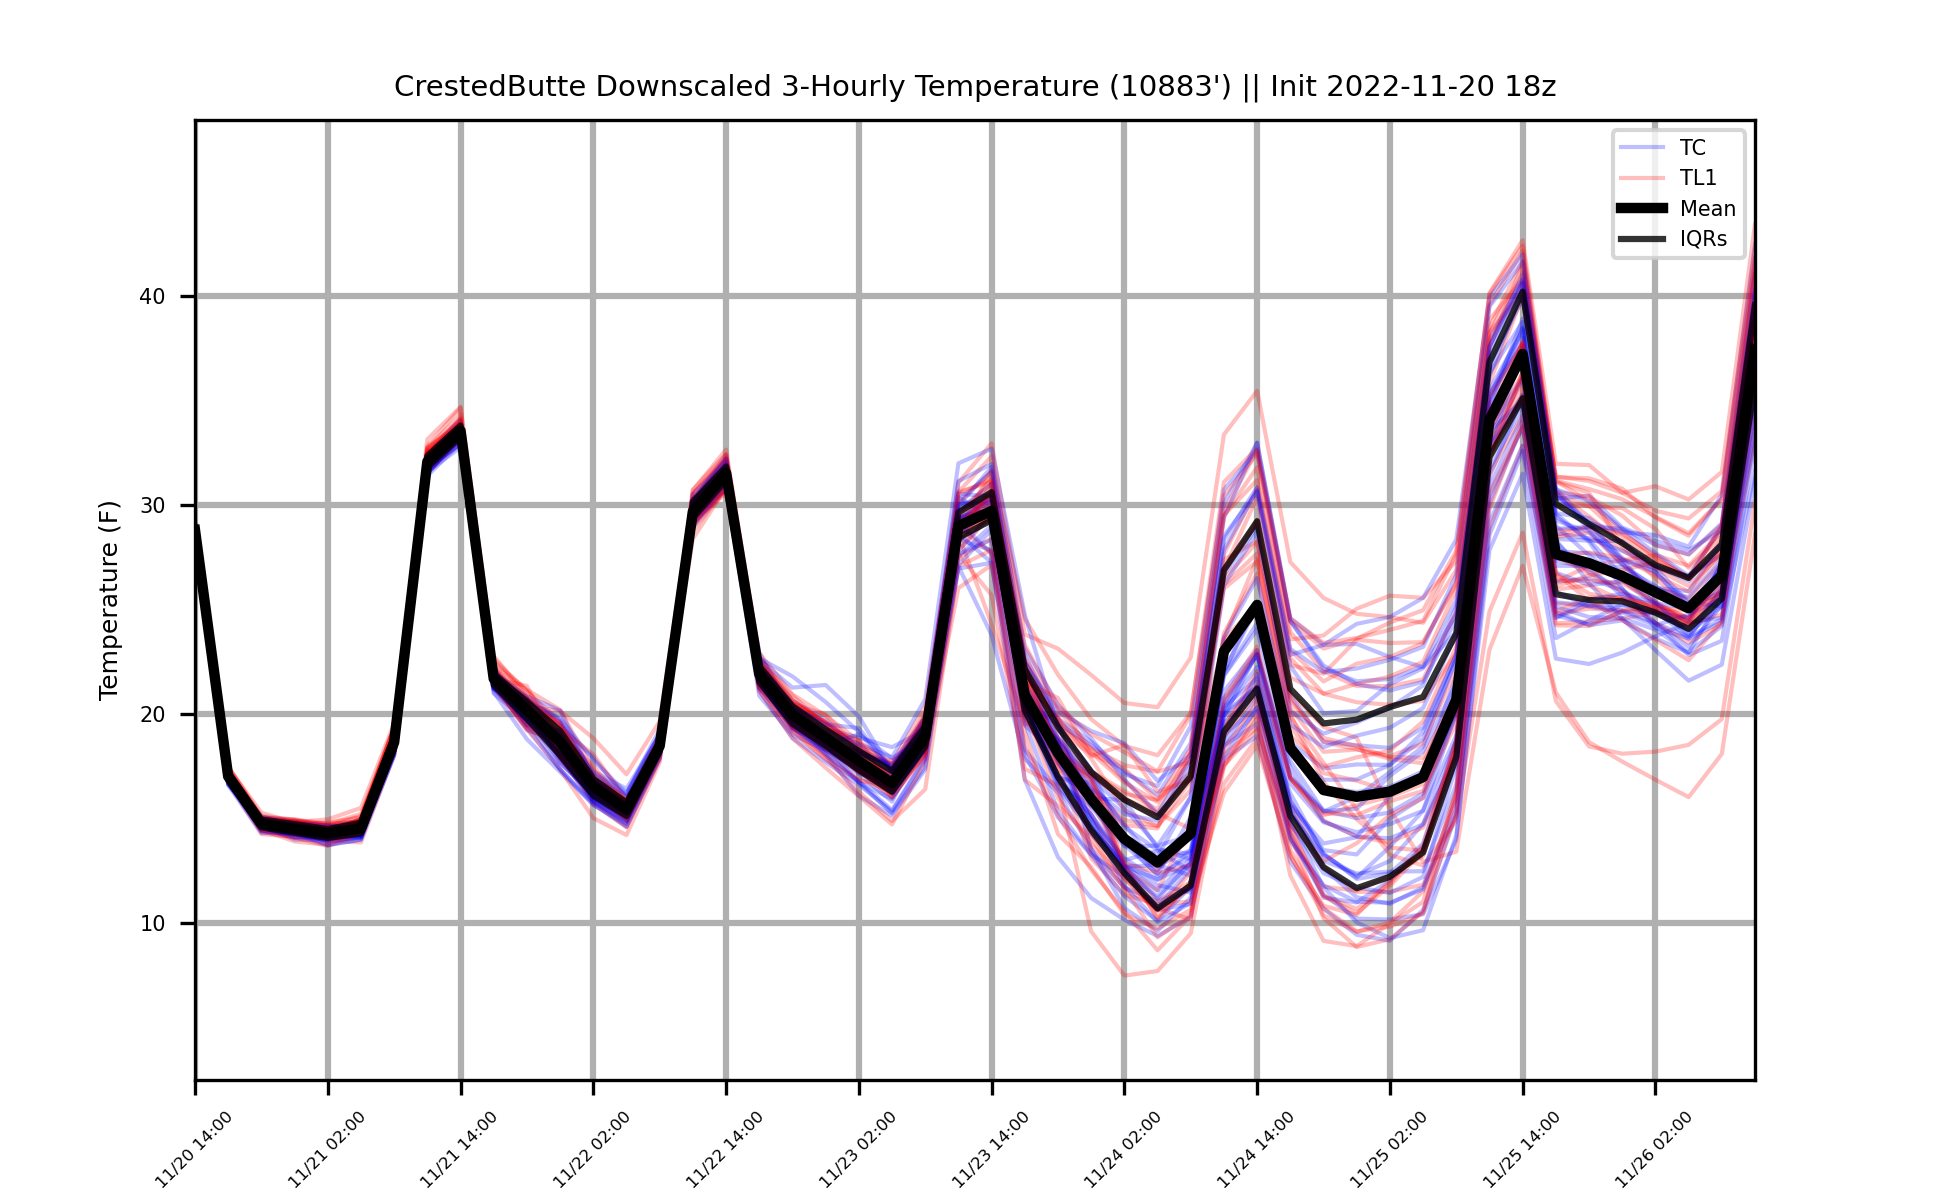 CrestedButte Downscaled 3-Hourly Temperature (10883') || Init 2022-11-20 18z
TC
TL1
Mean
IQRs
Temperature (F)
40
30
20
10
11/20 14:00
11/21 02:00
11/21 14:00
11/22 02:00
11/22 14:00
11/23 02:00
11/23 14:00
11/24 02:00
11/24 14:00
11/25 02:00
11/25 14:00
11/26 02:00